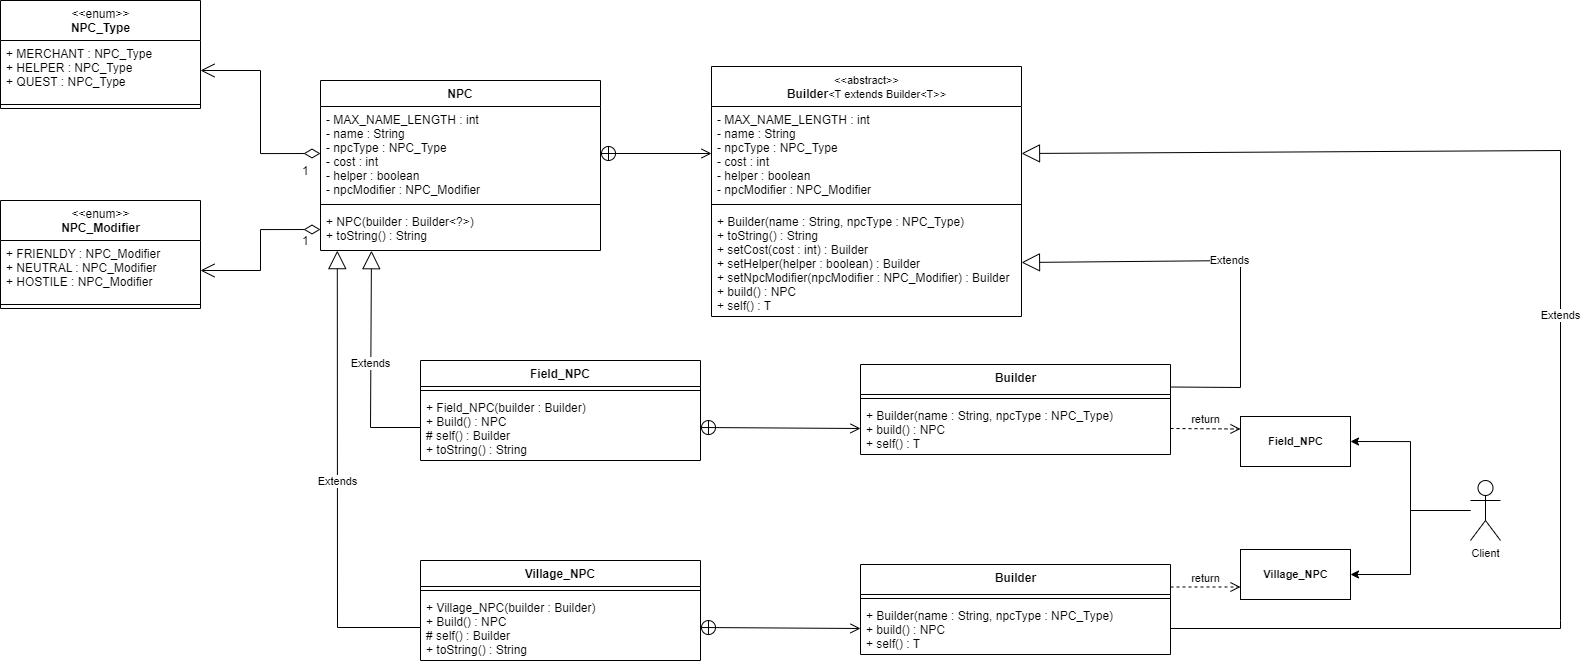 <<enum>>
NPC_Type
+ MERCHANT : NPC_Type
+ HELPER : NPC_Type
+ QUEST : NPC_Type
<<enum>>
NPC_Modifier
+ FRIENLDY : NPC_Modifier
+ NEUTRAL : NPC_Modifier
+ HOSTILE : NPC_Modifier
1
1
NPC
- MAX_NAME_LENGTH : int
- name : String
- npcType : NPC_Type
- cost : int
- helper : boolean
- npcModifier : NPC_Modifier
+ NPC(builder : Builder<?>)
+ toString() : String
<<abstract>>
Builder<T extends Builder<T>>
- MAX_NAME_LENGTH : int
- name : String
- npcType : NPC_Type
- cost : int
- helper : boolean
- npcModifier : NPC_Modifier
+ Builder(name : String, npcType : NPC_Type)
+ toString() : String
+ setCost(cost : int) : Builder
+ setHelper(helper : boolean) : Builder
+ setNpcModifier(npcModifier : NPC_Modifier) : Builder
+ build() : NPC
+ self() : T
Extends
Extends
Extends
Field_NPC
+ Field_NPC(builder : Builder)
+ Build() : NPC
# self() : Builder
+ toString() : String
Builder
+ Builder(name : String, npcType : NPC_Type)
+ build() : NPC
+ self() : T
return
Field_NPC
Extends
Village_NPC
+ Village_NPC(builder : Builder)
+ Build() : NPC
# self() : Builder
+ toString() : String
Builder
+ Builder(name : String, npcType : NPC_Type)
+ build() : NPC
+ self() : T
return
Village_NPC
Client